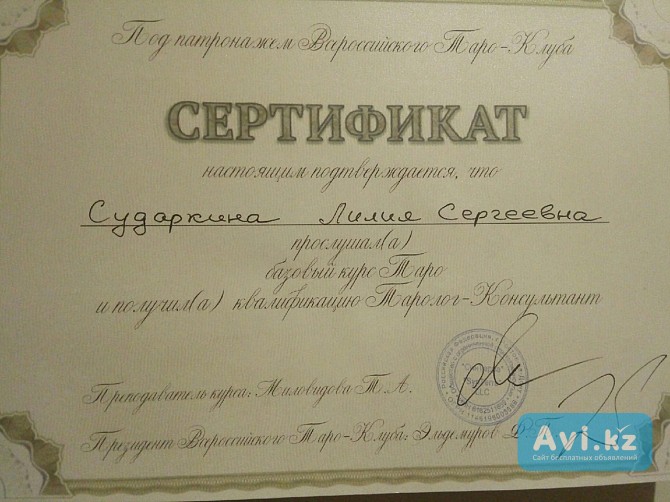 Под патронажем Всероссийского Таро-Клуба
СЕРТИФИКАТ
настоящим подтверждается, что
Сударкина Лилия Сергеевна
прослушал(а)
базовый курс Таро
и получил(а) квалификацию Таролог-Консультант
Преподаватель курса: Миловидова Т.А.
Президент Всероссийского Таро-Клуба: Эльдемуров Ф.П.
LLC
Avi.kz
Сайт бесплатных объявлений